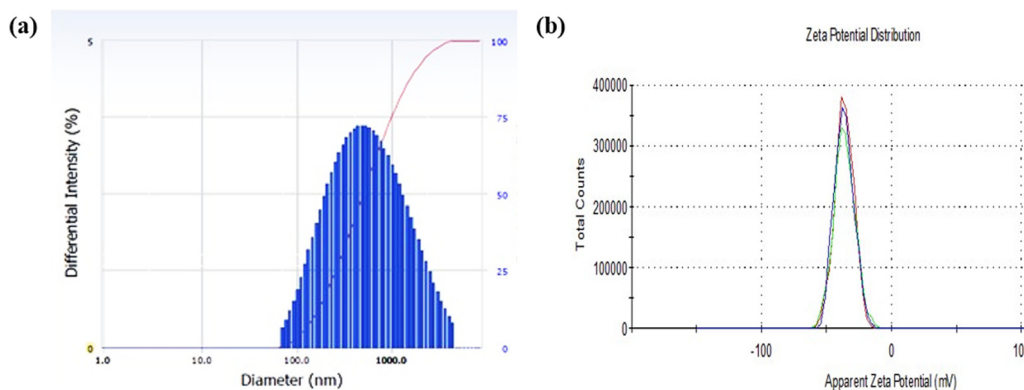 (a)
5
100
75
50
25
0
0
Differential Intensity (%)
1.0
10.0
100.0
1000.0
Diameter (nm)
(b)
Zeta Potential Distribution
400000
300000
200000
100000
0
Total Counts
-100
0
10
Apparent Zeta Potential (mV)